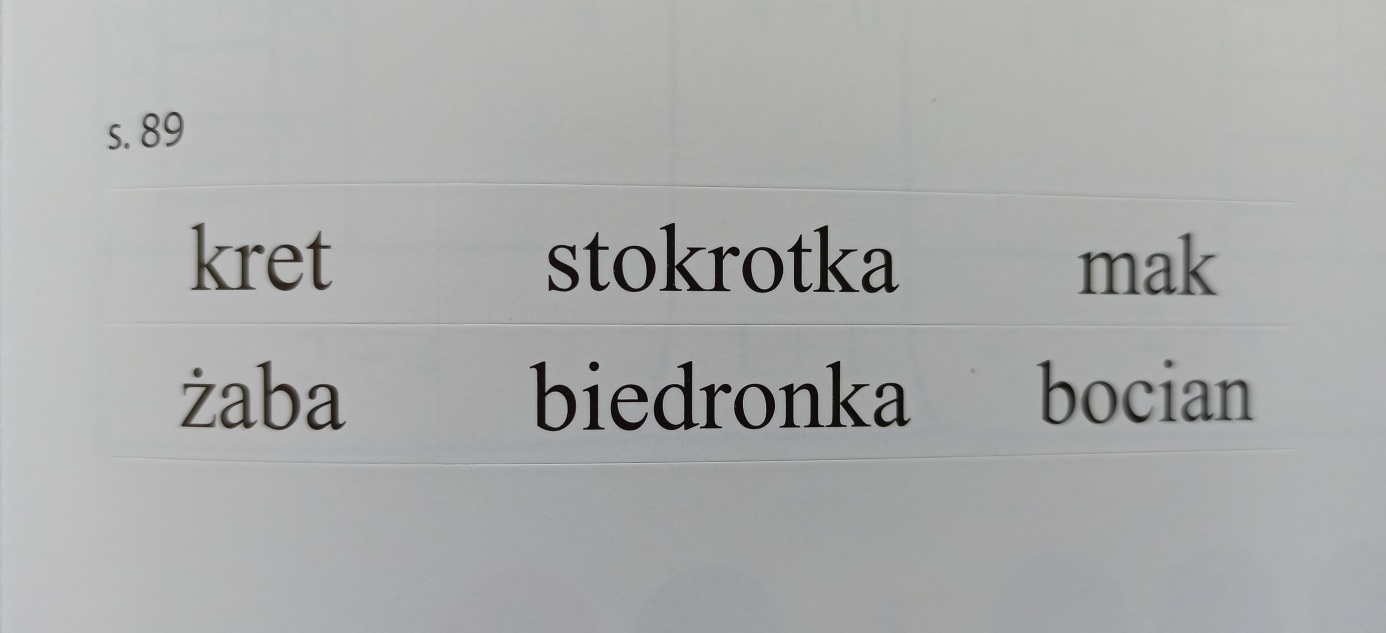 s. 89
kret stokrotka mak
żaba biedronka bocian